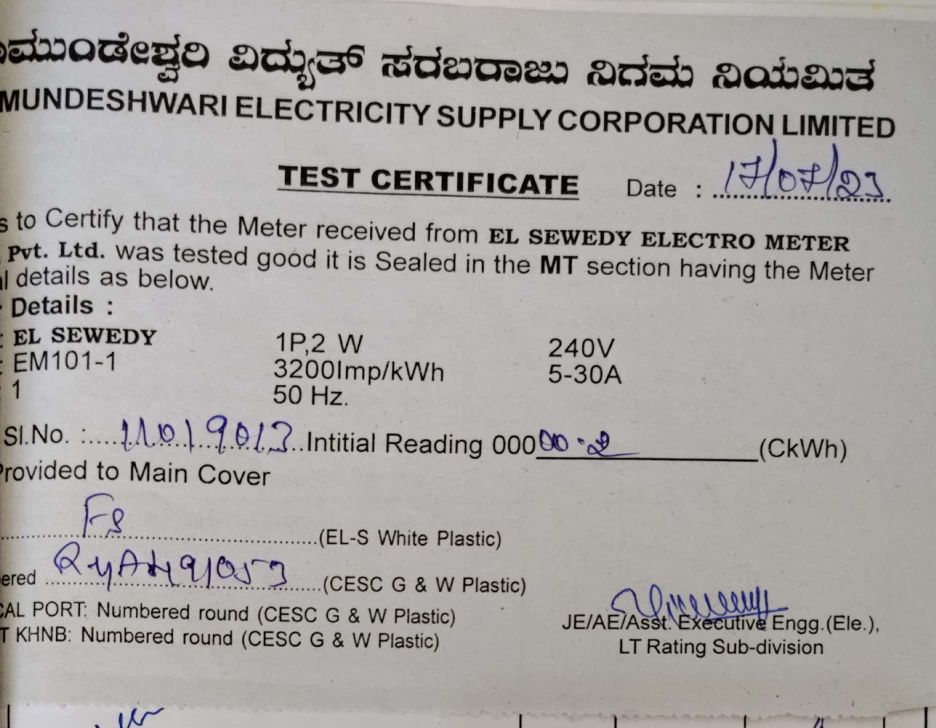 ಾಮುಂಡೇಶ್ವರಿ ವಿದ್ಯುತ್ ಸರಬರಾಜು ನಿಗಮ ನಿಯಮಿತ
MUNDESHWARI ELECTRICITY SUPPLY CORPORATION LIMITED
TEST CERTIFICATE Date : 17/07/23
s to Certify that the Meter received from EL SEWEDY ELECTRO METER
Pvt. Ltd. was tested good it is Sealed in the MT section having the Meter
l details as below.
Details :
: EL SEWEDY 1P,2 W 240V
: EM101-1 3200Imp/kWh 5-30A
: 1 50 Hz.
Sl.No. : 11019013 Intitial Reading 00000.2 (CkWh)
Provided to Main Cover
F8 (EL-S White Plastic)
ered (CESC G & W Plastic)
CAL PORT: Numbered round (CESC G & W Plastic)
T KHNB: Numbered round (CESC G & W Plastic)
JE/AE/Asst. Executive Engg.(Ele.),
LT Rating Sub-division